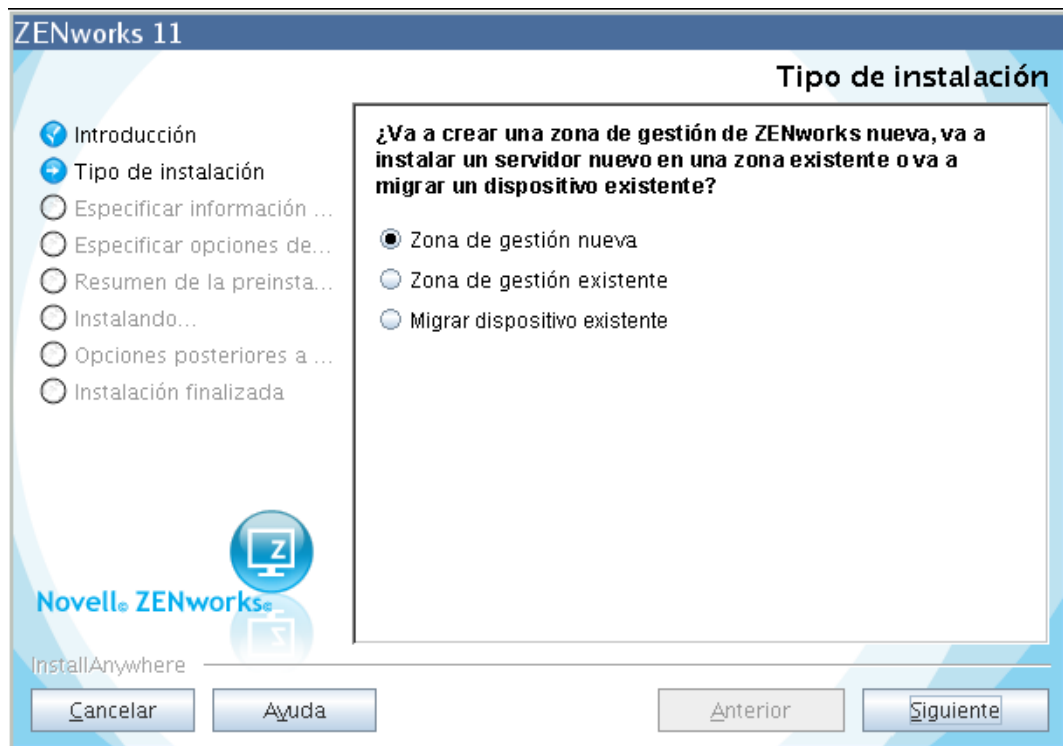 ZENworks 11
Tipo de instalación
Introducción
Tipo de instalación
Especificar información ...
Especificar opciones de...
Resumen de la preinsta...
Instalando...
Opciones posteriores a ...
Instalación finalizada
¿Va a crear una zona de gestión de ZENworks nueva, va a
instalar un servidor nuevo en una zona existente o va a
migrar un dispositivo existente?
Zona de gestión nueva
Zona de gestión existente
Migrar dispositivo existente
Z
Novell® ZENworks®
InstallAnywhere
Cancelar
Ayuda
Anterior
Siguiente